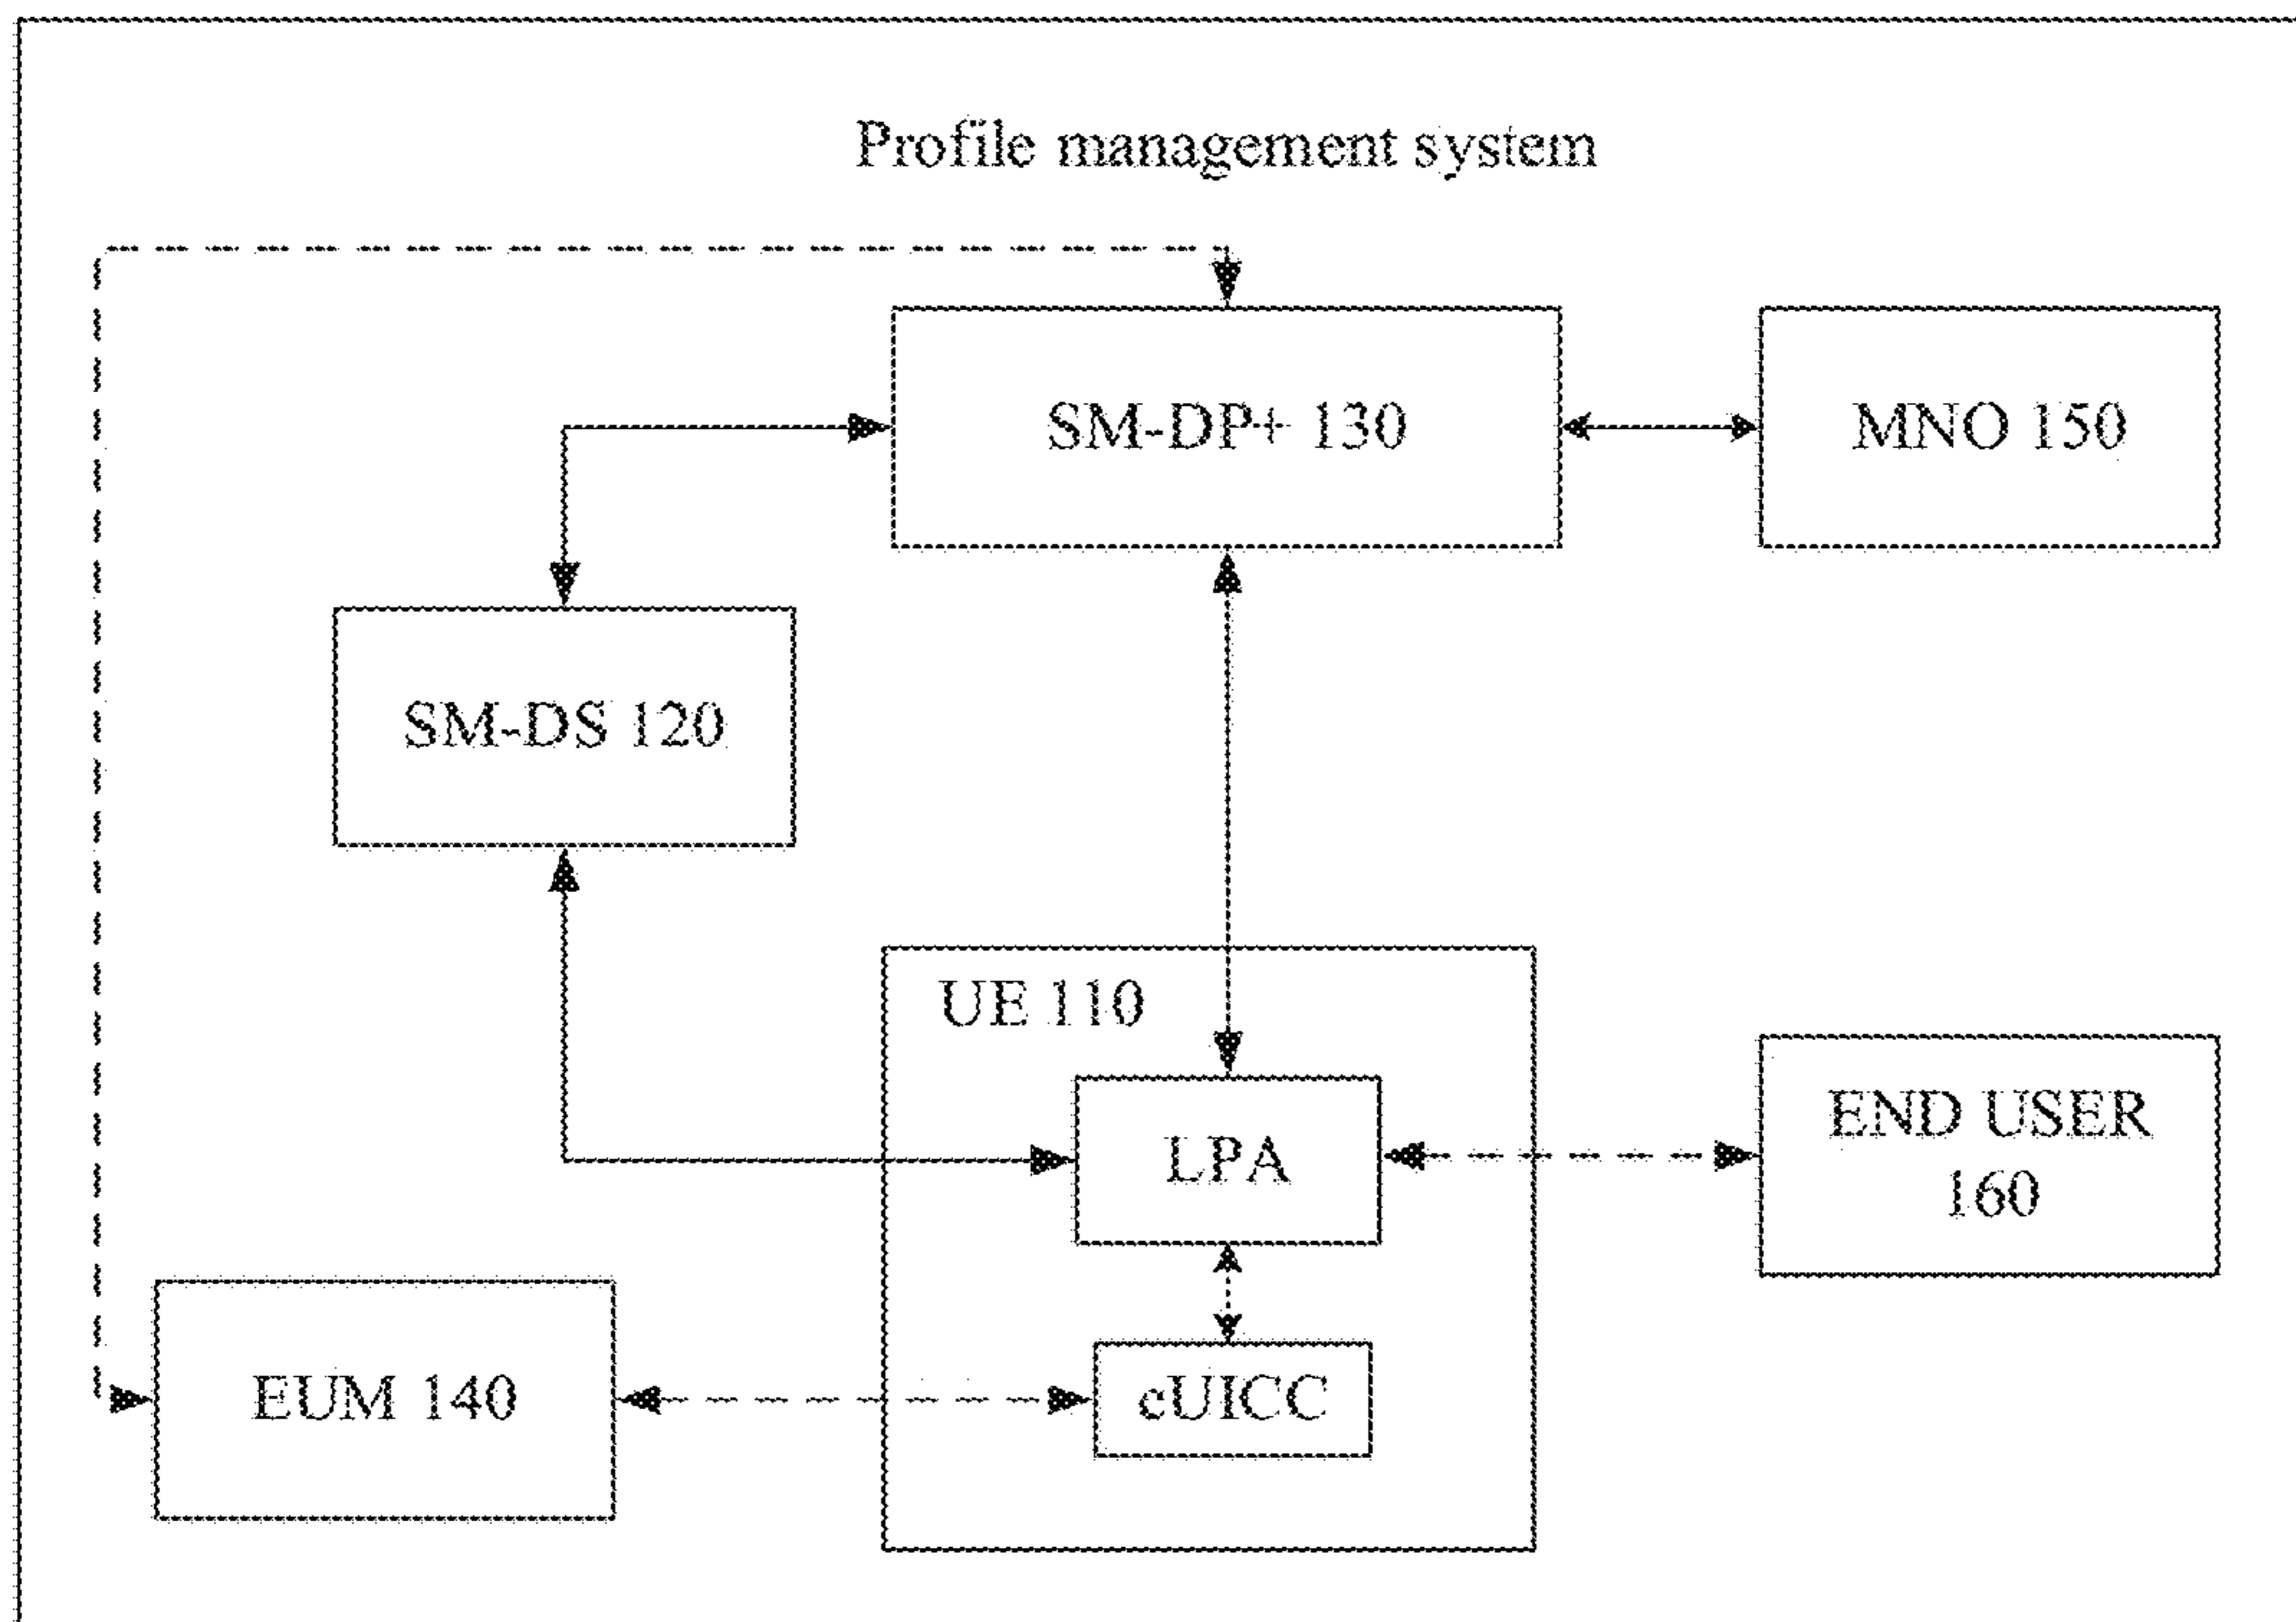 Profile management system
SM-DP+ 130
MNO 150
SM-DS 120
UE 110
LPA
END USER
160
EUM 140
eUICC